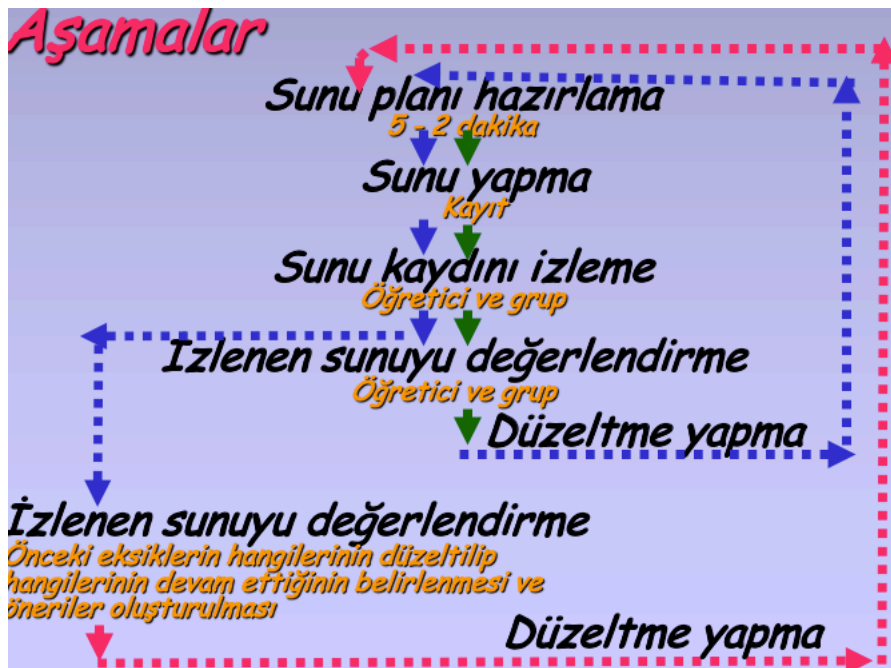 Aşamalar
Sunu planı hazırlama
5 - 2 dakika
Sunu yapma
Kayıt
Sunu kaydını izleme
Öğretici ve grup
Izlenen sunuyu değerlendirme
Öğretici ve grup
Düzeltme yapma
İzlenen sunuyu değerlendirme
Önceki eksiklerin hangilerinin düzeltilip
hangilerinin devam ettiğinin belirlenmesi ve
öneriler oluşturulması
Düzeltme yapma